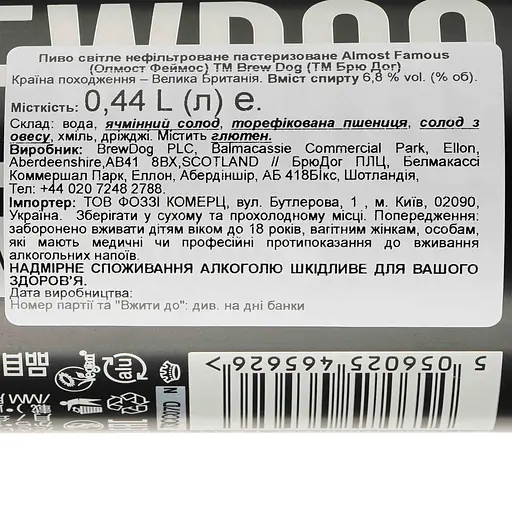 EWDOG
Пиво світле нефільтроване пастеризоване Almost Famous
(Олмост Феймос) ТМ Brew Dog (ТМ Брю Дог)
Країна походження – Велика Британія. Вміст спирту 6,8 % vol. (% об).
Місткість: 0,44 L (л) е.
Склад: вода, ячмінний солод, торефікована пшениця, солод з
овесу, хміль, дріжджі. Містить глютен.
Виробник: BrewDog PLC, Balmacassie Commercial Park, Ellon,
Aberdeenshire,AB41 8BX,SCOTLAND // БрюДог ПЛЦ, Белмакассі
Коммершал Парк, Еллон, Абердіншір, АБ 418Бікс, Шотландія,
Тел: +44 020 7248 2788.
Імпортер: ТОВ ФОЗЗІ КОМЕРЦ, вул. Бутлерова, 1 , м. Київ, 02090,
Україна. Зберігати у сухому та прохолодному місці. Попередження:
заборонено вживати дітям віком до 18 років, вагітним жінкам, особам,
які мають медичні чи професійні протипоказання до вживання
алкогольних напоїв.
НАДМІРНЕ СПОЖИВАННЯ АЛКОГОЛЮ ШКІДЛИВЕ ДЛЯ ВАШОГО
ЗДОРОВ'Я.
Дата виробництва:
Номер партії та "Вжити до": див. на дні банки
Vegan
alu
5 056025 465626 >